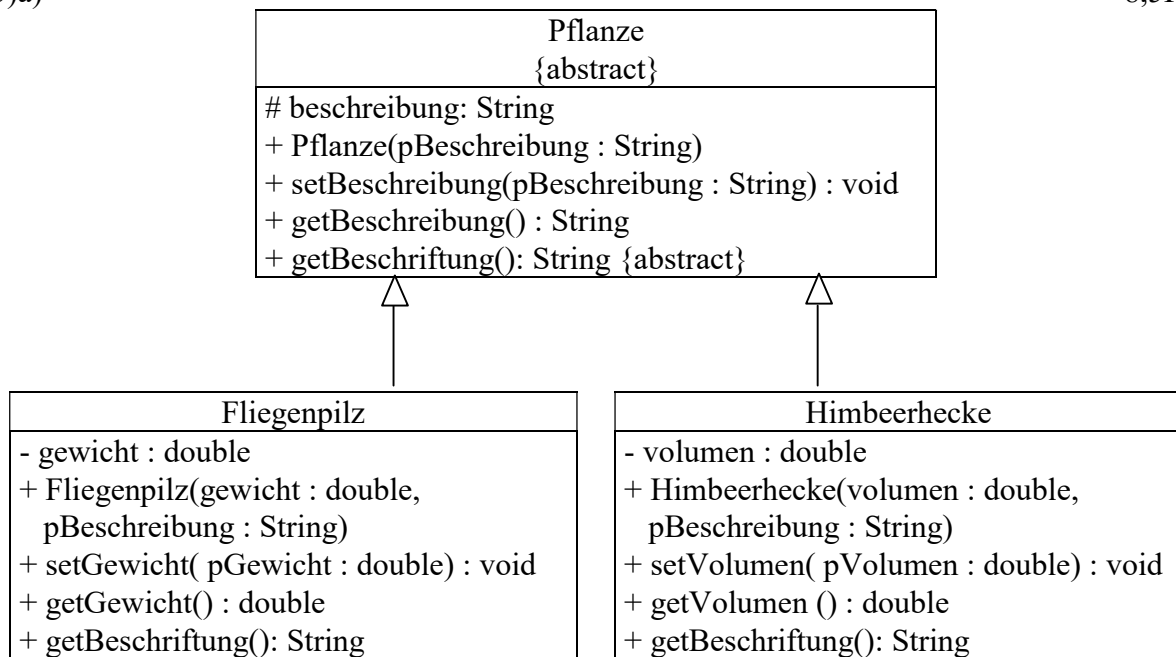 Pflanze
{abstract}
# beschreibung: String
+ Pflanze(pBeschreibung : String)
+ setBeschreibung(pBeschreibung : String) : void
+ getBeschreibung() : String
+ getBeschriftung(): String {abstract}
Fliegenpilz
- gewicht : double
+ Fliegenpilz(gewicht : double,
pBeschreibung : String)
+ setGewicht( pGewicht : double) : void
+ getGewicht() : double
+ getBeschriftung(): String
Himbeerhecke
- volumen : double
+ Himbeerhecke(volumen : double,
pBeschreibung : String)
+ setVolumen( pVolumen : double) : void
+ getVolumen () : double
+ getBeschriftung(): String